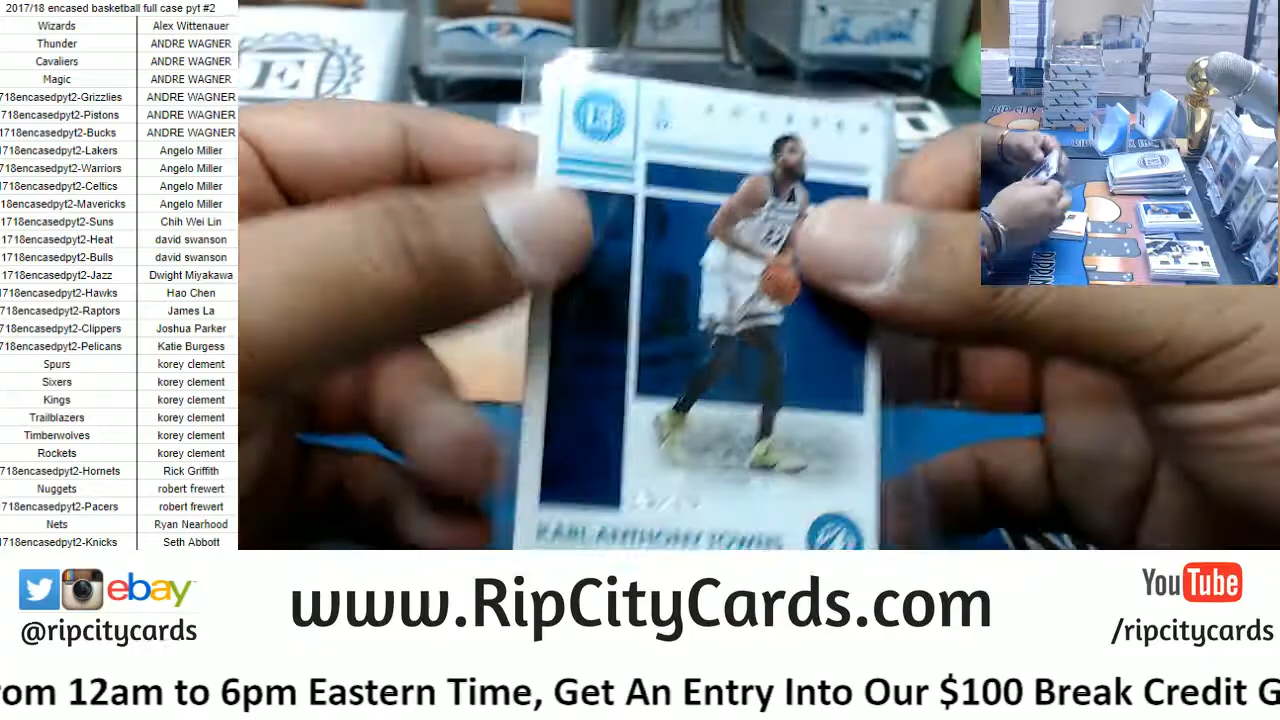 2017/18 encased basketball full case pyt #2
Wizards Alex Wittenauer
Thunder ANDRE WAGNER
Cavaliers ANDRE WAGNER
Magic ANDRE WAGNER
718encasedpyt2-Grizzlies ANDRE WAGNER
718encasedpyt2-Pistons ANDRE WAGNER
718encasedpyt2-Bucks ANDRE WAGNER
1718encasedpyt2-Lakers Angelo Miller
1718encasedpyt2-Warriors Angelo Miller
1718encasedpyt2-Celtics Angelo Miller
18encasedpyt2-Mavericks Angelo Miller
1718encasedpyt2-Suns Chih Wei Lin
1718encasedpyt2-Heat david swanson
1718encasedpyt2-Bulls david swanson
1718encasedpyt2-Jazz Dwight Miyakawa
718encasedpyt2-Hawks Hao Chen
718encasedpyt2-Raptors James La
718encasedpyt2-Clippers Joshua Parker
718encasedpyt2-Pelicans Katie Burgess
Spurs korey clement
Sixers korey clement
Kings korey clement
Trailblazers korey clement
Timberwolves korey clement
Rockets korey clement
718encasedpyt2-Hornets Rick Griffith
Nuggets robert frewert
718encasedpyt2-Pacers robert frewert
Nets Ryan Nearhood
718encasedpyt2-Knicks Seth Abbott
E
KARL-ANTHONY TOWNS
ebay
@ripcitycards
www.RipCityCards.com
YouTube
/ripcitycards
rom 12am to 6pm Eastern Time, Get An Entry Into Our $100 Break Credit G